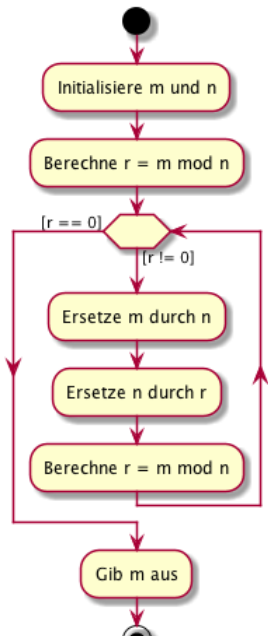 Initialisiere m und n
Berechne r = m mod n
[r == 0]
[r != 0]
Ersetze m durch n
Ersetze n durch r
Berechne r = m mod n
Gib m aus